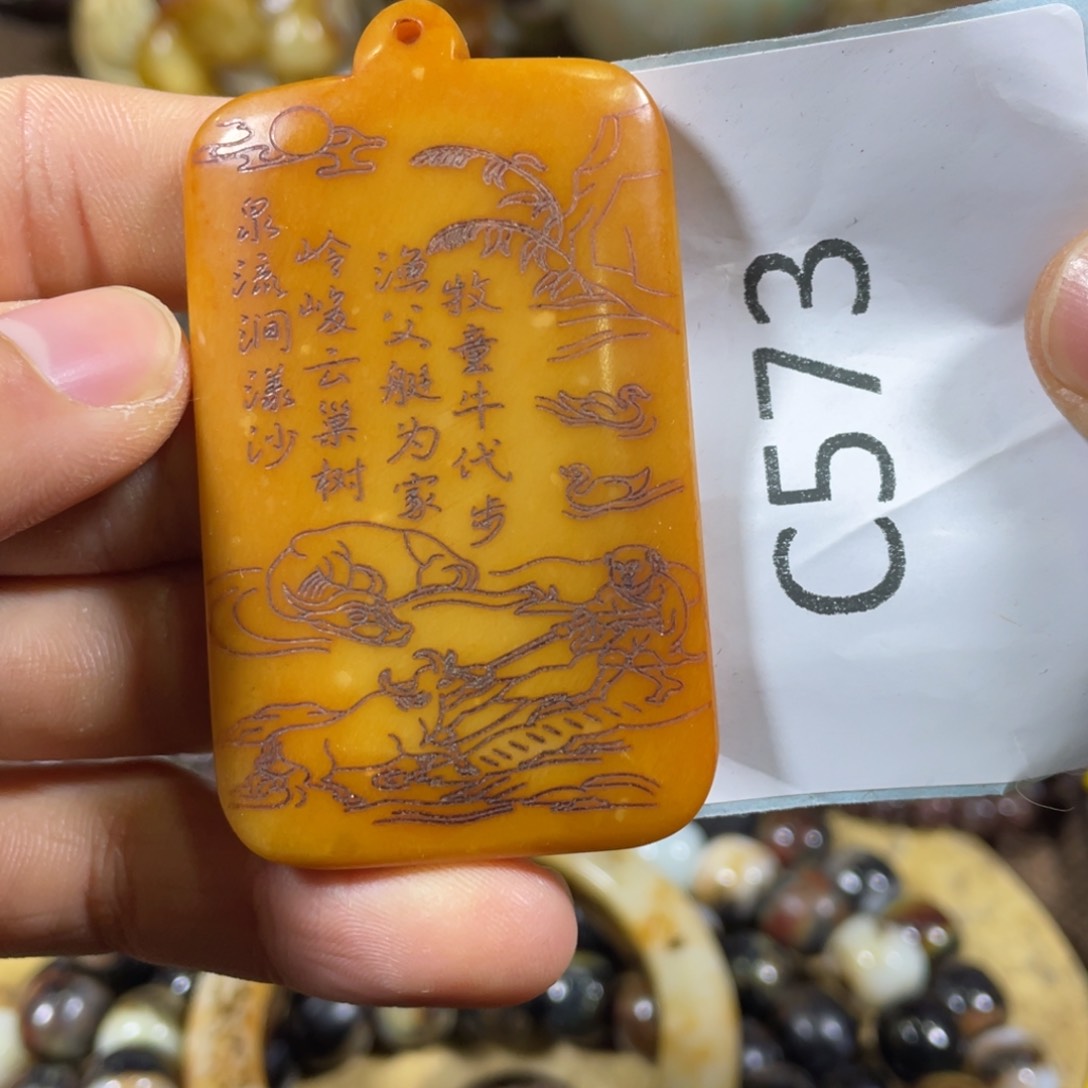 牧童牛代步
渔父艇为家
岭峻云巢树
泉流涧漾沙
C573